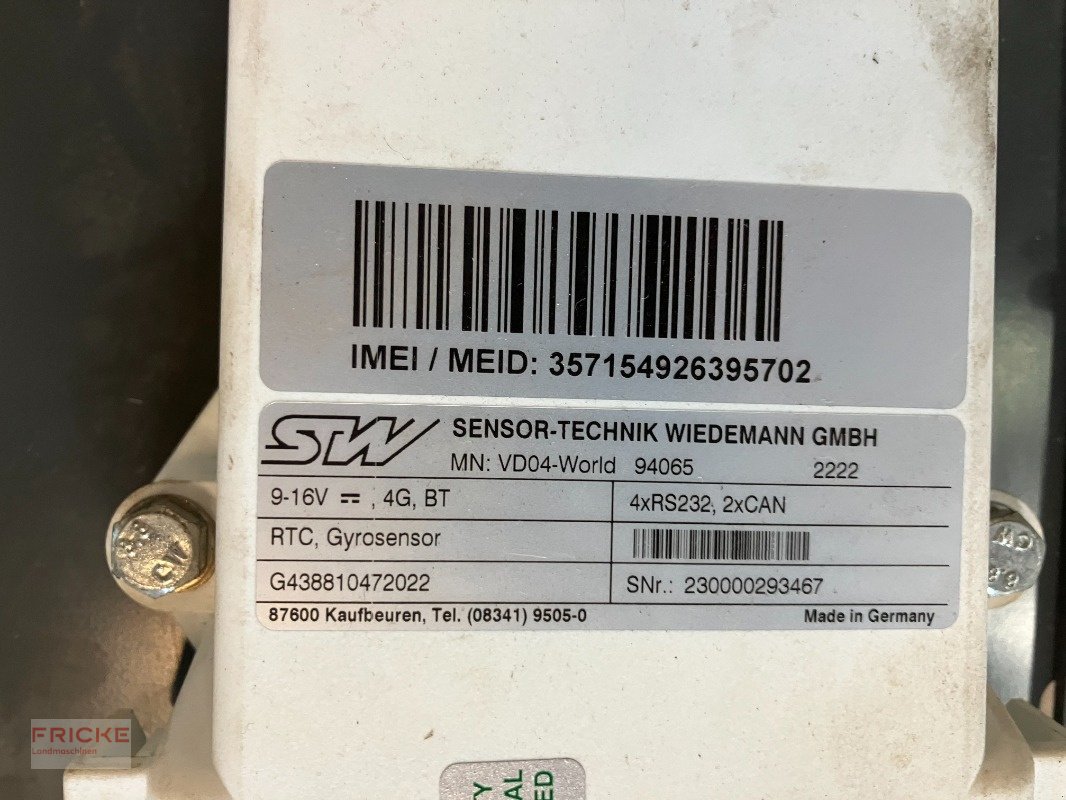 IMEI / MEID: 357154926395702
STW SENSOR-TECHNIK WIEDEMANN GMBH
MN: VD04-World 94065 2222
9-16V ⎓ , 4G, BT 4xRS232, 2xCAN
RTC, Gyrosensor
G438810472022 SNr.: 230000293467
87600 Kaufbeuren, Tel. (08341) 9505-0 Made in Germany
FRICKE
Landmaschinen